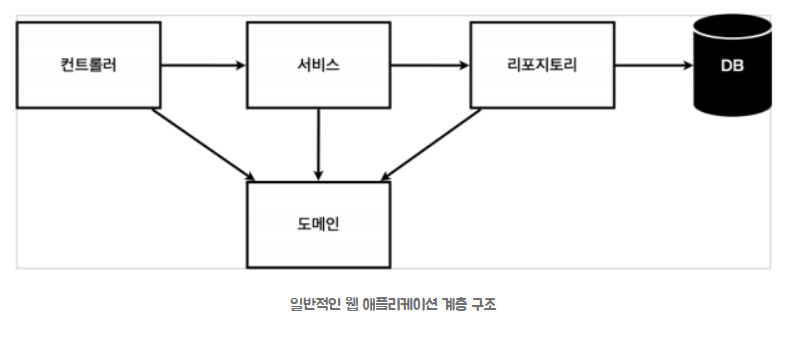 컨트롤러
서비스
리포지토리
DB
도메인
일반적인 웹 애플리케이션 계층 구조